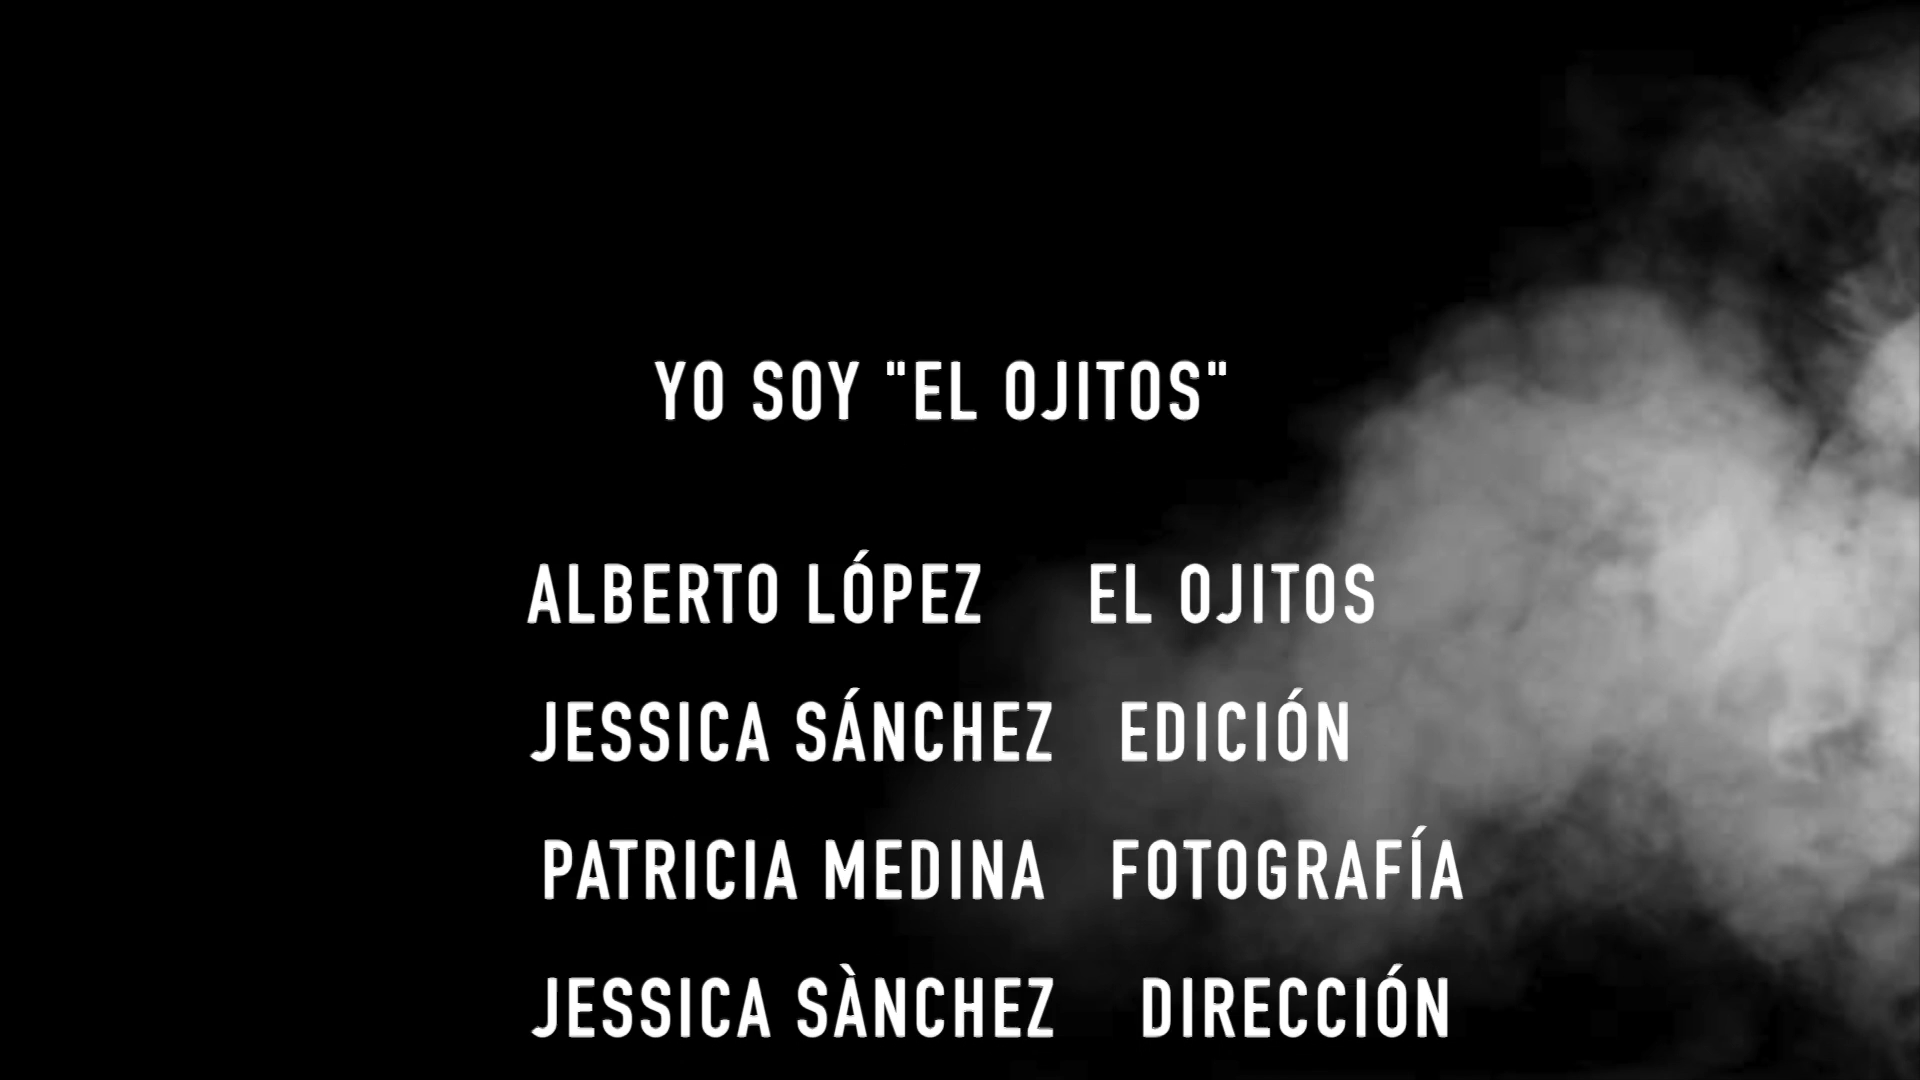 YO SOY "EL OJITOS"
ALBERTO LÓPEZ EL OJITOS
JESSICA SÁNCHEZ EDICIÓN
PATRICIA MEDINA FOTOGRAFÍA
JESSICA SÀNCHEZ DIRECCIÓN